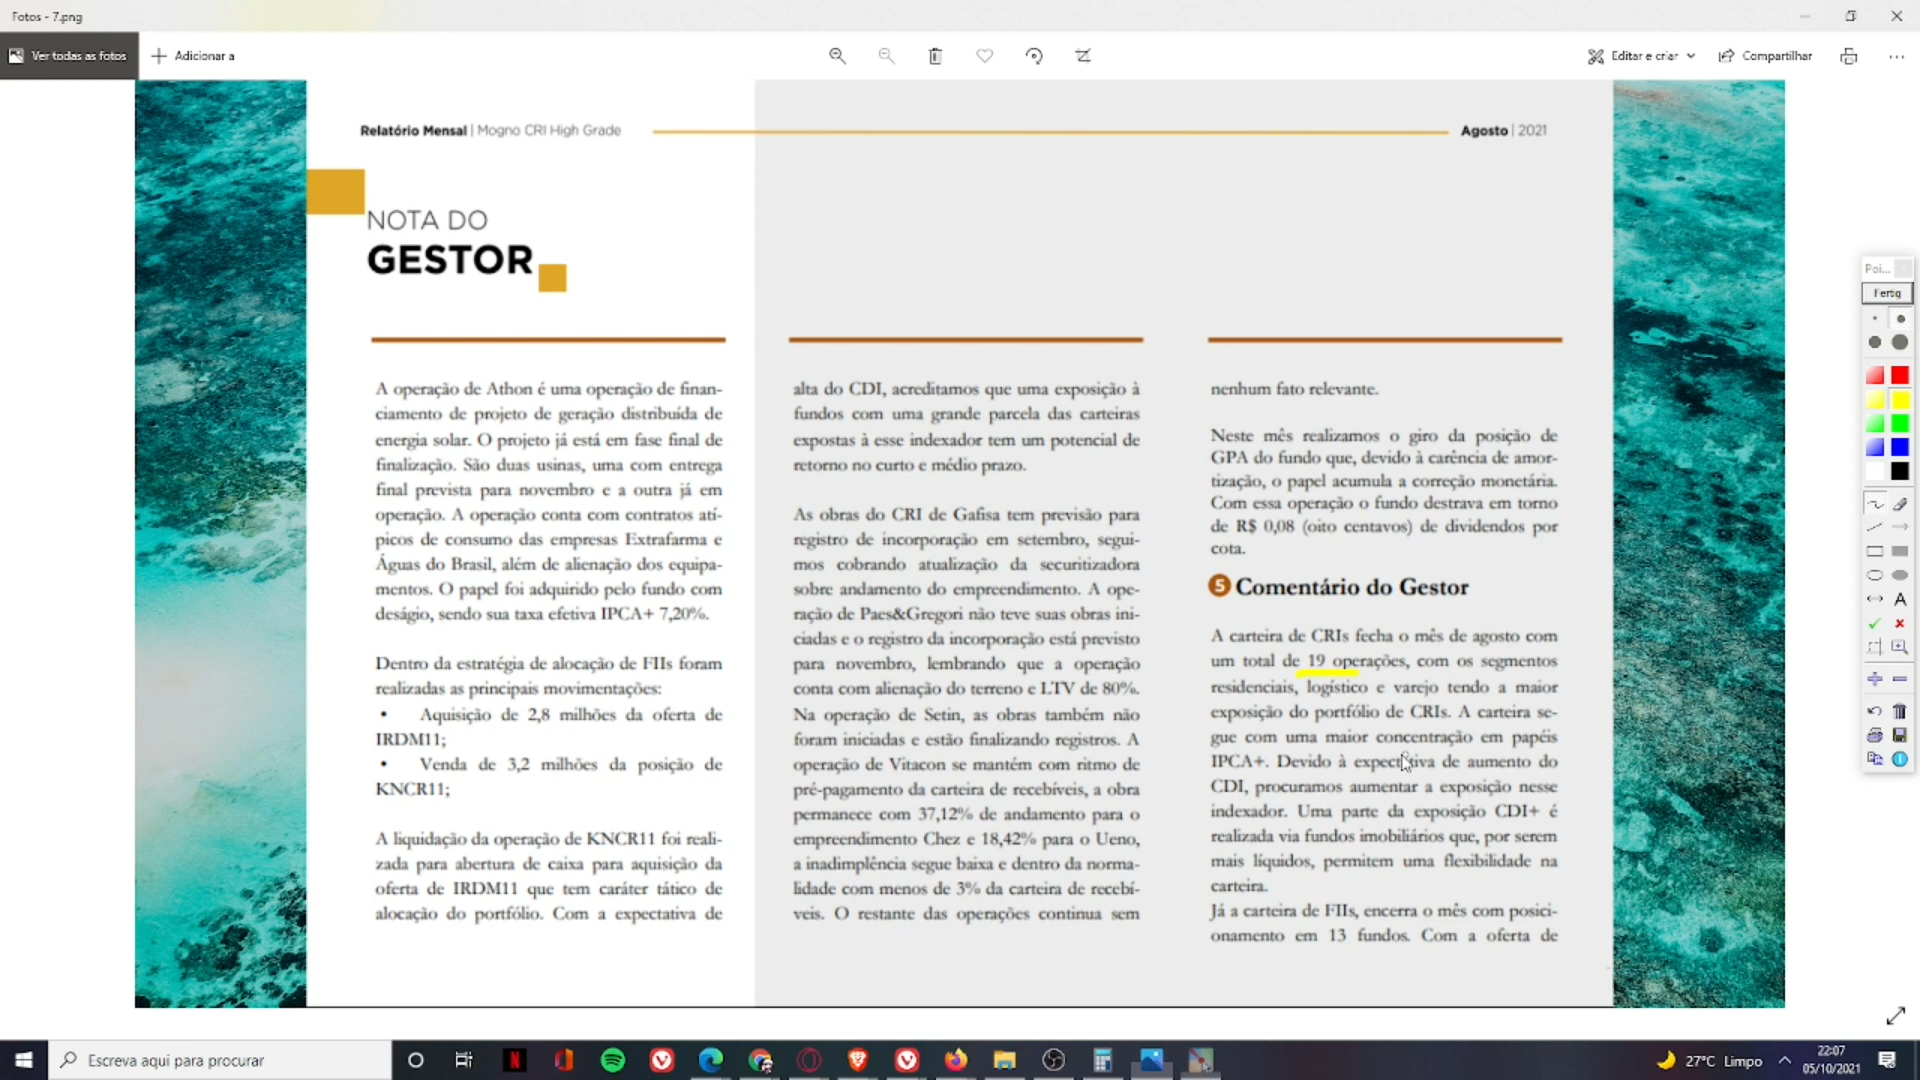 Fotos - 7.png
Ver todas as fotos
Adicionar a
Editar e criar
Compartilhar
Relatório Mensal | Mogno CRI High Grade
Agosto | 2021
NOTA DO
GESTOR
A operação de Athon é uma operação de finan-
ciamento de projeto de geração distribuída de
energia solar. O projeto já está em fase final de
finalização. São duas usinas, uma com entrega
final prevista para novembro e a outra já em
operação. A operação conta com contratos atí-
picos de consumo das empresas Extrafarma e
Águas do Brasil, além de alienação dos equipa-
mentos. O papel foi adquirido pelo fundo com
deságio, sendo sua taxa efetiva IPCA+ 7,20%.
Dentro da estratégia de alocação de FIIs foram
realizadas as principais movimentações:
• Aquisição de 2,8 milhões da oferta de
IRDM11;
• Venda de 3,2 milhões da posição de
KNCR11;
A liquidação da operação de KNCR11 foi reali-
zada para abertura de caixa para aquisição da
oferta de IRDM11 que tem caráter tático de
alocação do portfólio. Com a expectativa de
alta do CDI, acreditamos que uma exposição à
fundos com uma grande parcela das carteiras
expostas à esse indexador tem um potencial de
retorno no curto e médio prazo.
As obras do CRI de Gafisa tem previsão para
registro de incorporação em setembro, segui-
mos cobrando atualização da securitizadora
sobre andamento do empreendimento. A ope-
ração de Paes&Gregori não teve suas obras ini-
ciadas e o registro da incorporação está previsto
para novembro, lembrando que a operação
conta com alienação do terreno e LTV de 80%.
Na operação de Setin, as obras também não
foram iniciadas e estão finalizando registros. A
operação de Vitacon se mantém com ritmo de
pré-pagamento da carteira de recebíveis, a obra
permanece com 37,12% de andamento para o
empreendimento Chez e 18,42% para o Ueno,
a inadimplência segue baixa e dentro da norma-
lidade com menos de 3% da carteira de recebí-
veis. O restante das operações continua sem
nenhum fato relevante.
Neste mês realizamos o giro da posição de
GPA do fundo que, devido à carência de amor-
tização, o papel acumula a correção monetária.
Com essa operação o fundo destrava em torno
de R$ 0,08 (oito centavos) de dividendos por
cota.
5 Comentário do Gestor
A carteira de CRIs fecha o mês de agosto com
um total de 19 operações, com os segmentos
residenciais, logístico e varejo tendo a maior
exposição do portfólio de CRIs. A carteira se-
gue com uma maior concentração em papéis
IPCA+. Devido à expectativa de aumento do
CDI, procuramos aumentar a exposição nesse
indexador. Uma parte da exposição CDI+ é
realizada via fundos imobiliários que, por serem
mais líquidos, permitem uma flexibilidade na
carteira.
Já a carteira de FIIs, encerra o mês com posici-
onamento em 13 fundos. Com a oferta de
Poi...
Fertig
A
Escreva aqui para procurar
27°C Limpo
22:07
05/10/2021